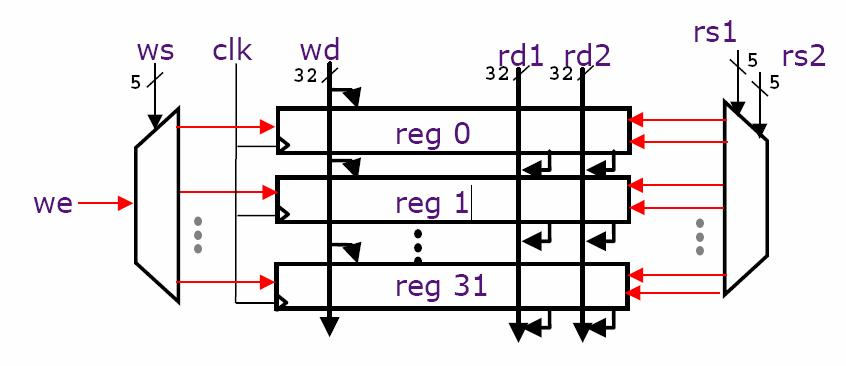 ws
clk
wd
rd1
rd2
rs1
rs2
5
32
32
32
5
5
reg 0
we
reg 1
reg 31